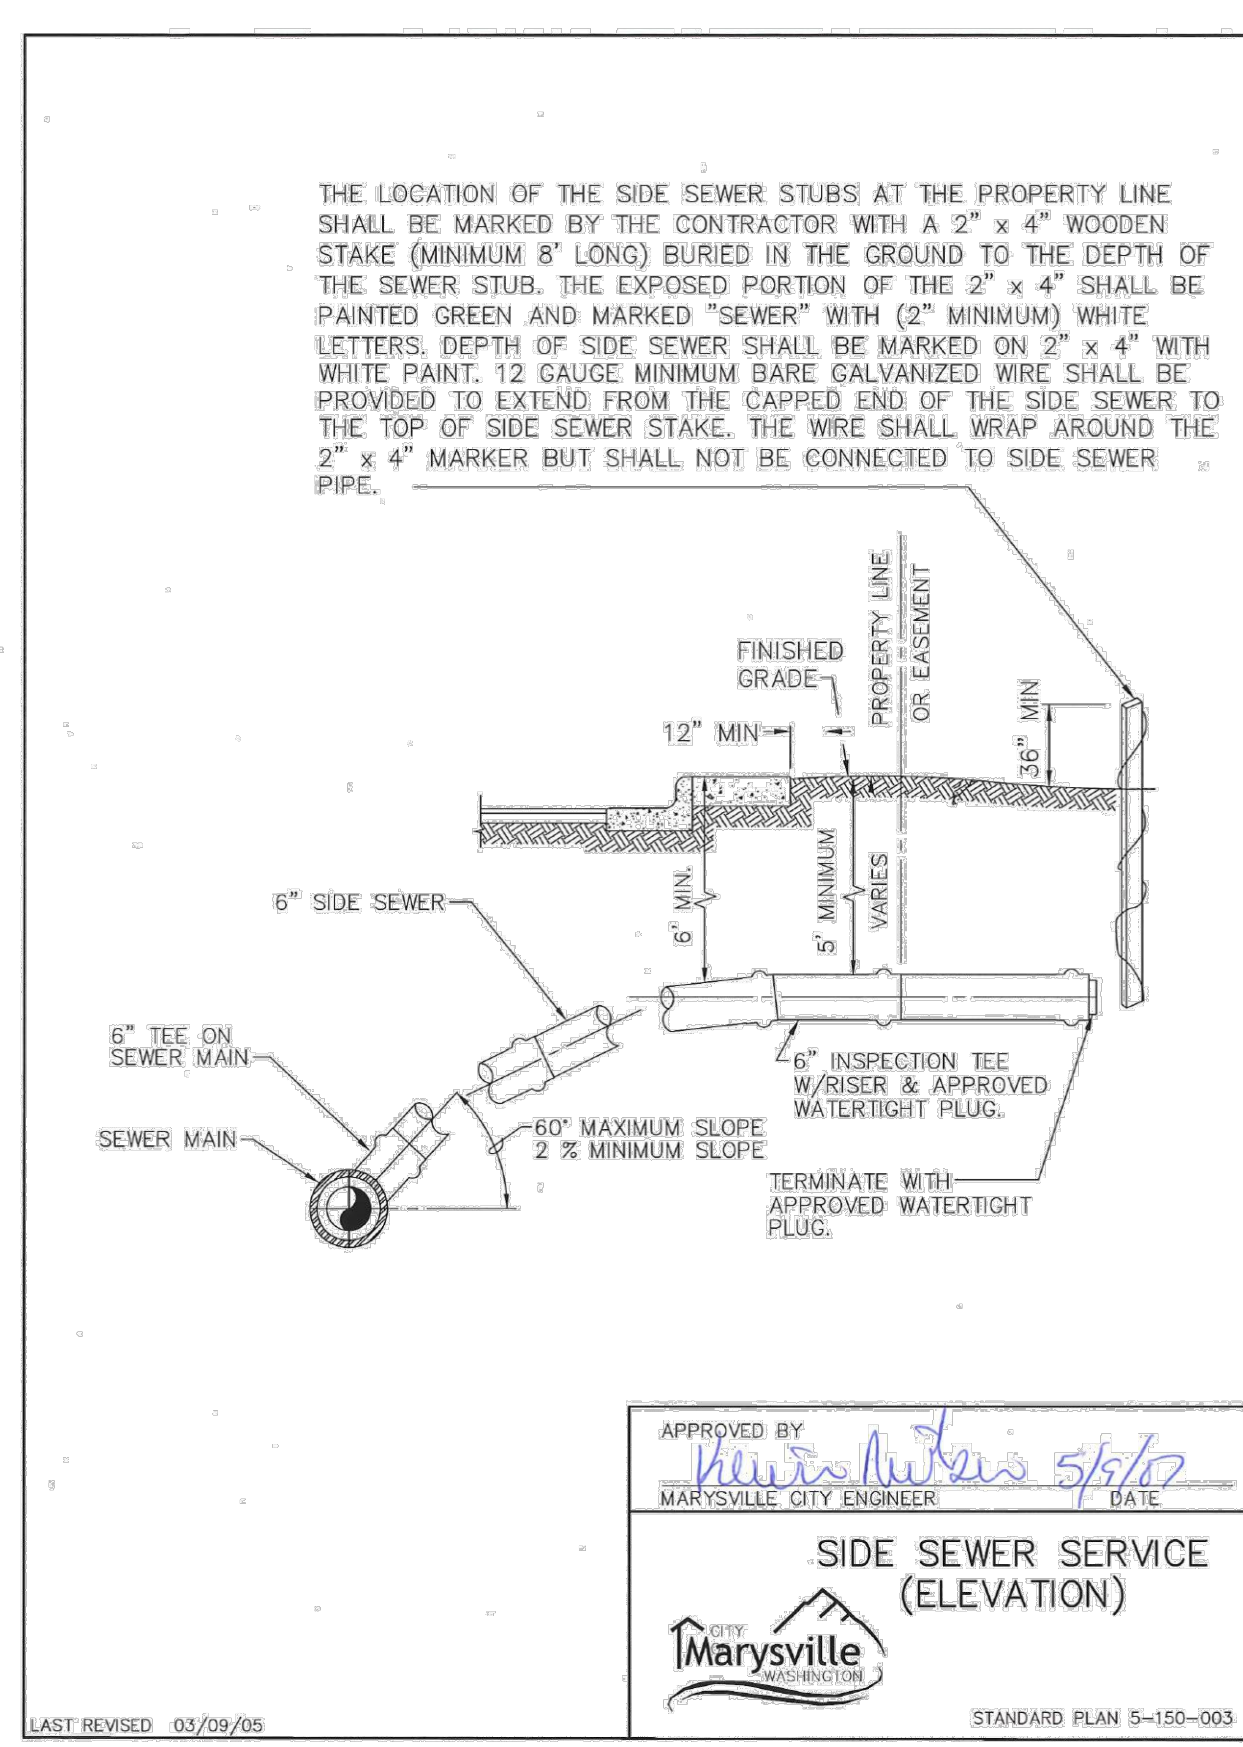 THE LOCATION OF THE SIDE SEWER STUBS AT THE PROPERTY LINE
SHALL BE MARKED BY THE CONTRACTOR WITH A 2" x 4" WOODEN
STAKE (MINIMUM 8' LONG) BURIED IN THE GROUND TO THE DEPTH OF
THE SEWER STUB. THE EXPOSED PORTION OF THE 2" x 4" SHALL BE
PAINTED GREEN AND MARKED "SEWER" WITH (2" MINIMUM) WHITE
LETTERS. DEPTH OF SIDE SEWER SHALL BE MARKED ON 2" x 4" WITH
WHITE PAINT. 12 GAUGE MINIMUM BARE GALVANIZED WIRE SHALL BE
PROVIDED TO EXTEND FROM THE CAPPED END OF THE SIDE SEWER TO
THE TOP OF SIDE SEWER STAKE. THE WIRE SHALL WRAP AROUND THE
2" x 4" MARKER BUT SHALL NOT BE CONNECTED TO SIDE SEWER
PIPE.
PROPERTY LINE
OR EASEMENT
FINISHED
GRADE
12" MIN
36" MIN
6' MIN.
5' MINIMUM
VARIES
6" SIDE SEWER
6" TEE ON
SEWER MAIN
SEWER MAIN
6" INSPECTION TEE
W/RISER & APPROVED
WATERTIGHT PLUG.
60° MAXIMUM SLOPE
2 % MINIMUM SLOPE
TERMINATE WITH
APPROVED WATERTIGHT
PLUG.
APPROVED BY
5/9/07
MARYSVILLE CITY ENGINEER DATE
SIDE SEWER SERVICE
(ELEVATION)
CITY
Marysville
WASHINGTON
STANDARD PLAN 5-150-003
LAST REVISED 03/09/05